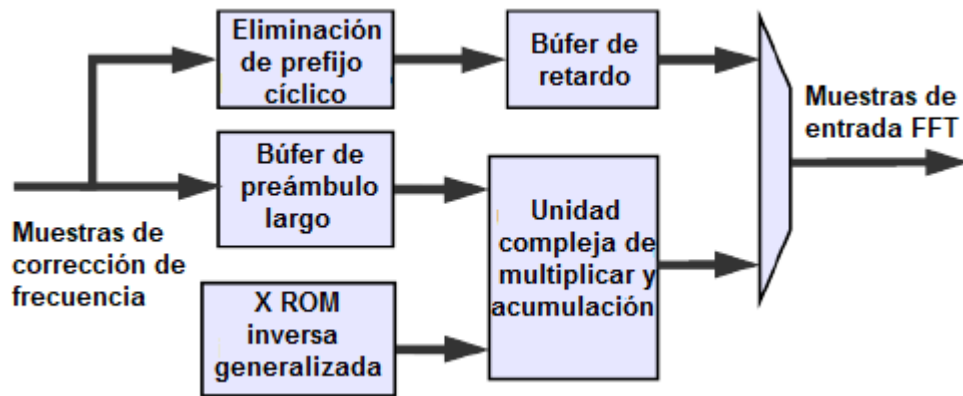 Eliminación
de prefijo
cíclico
Búfer de
retardo
Muestras de
entrada FFT
Búfer de
preámbulo
largo
Unidad
compleja de
multiplicar y
acumulación
Muestras de
corrección de
frecuencia
X ROM
inversa
generalizada